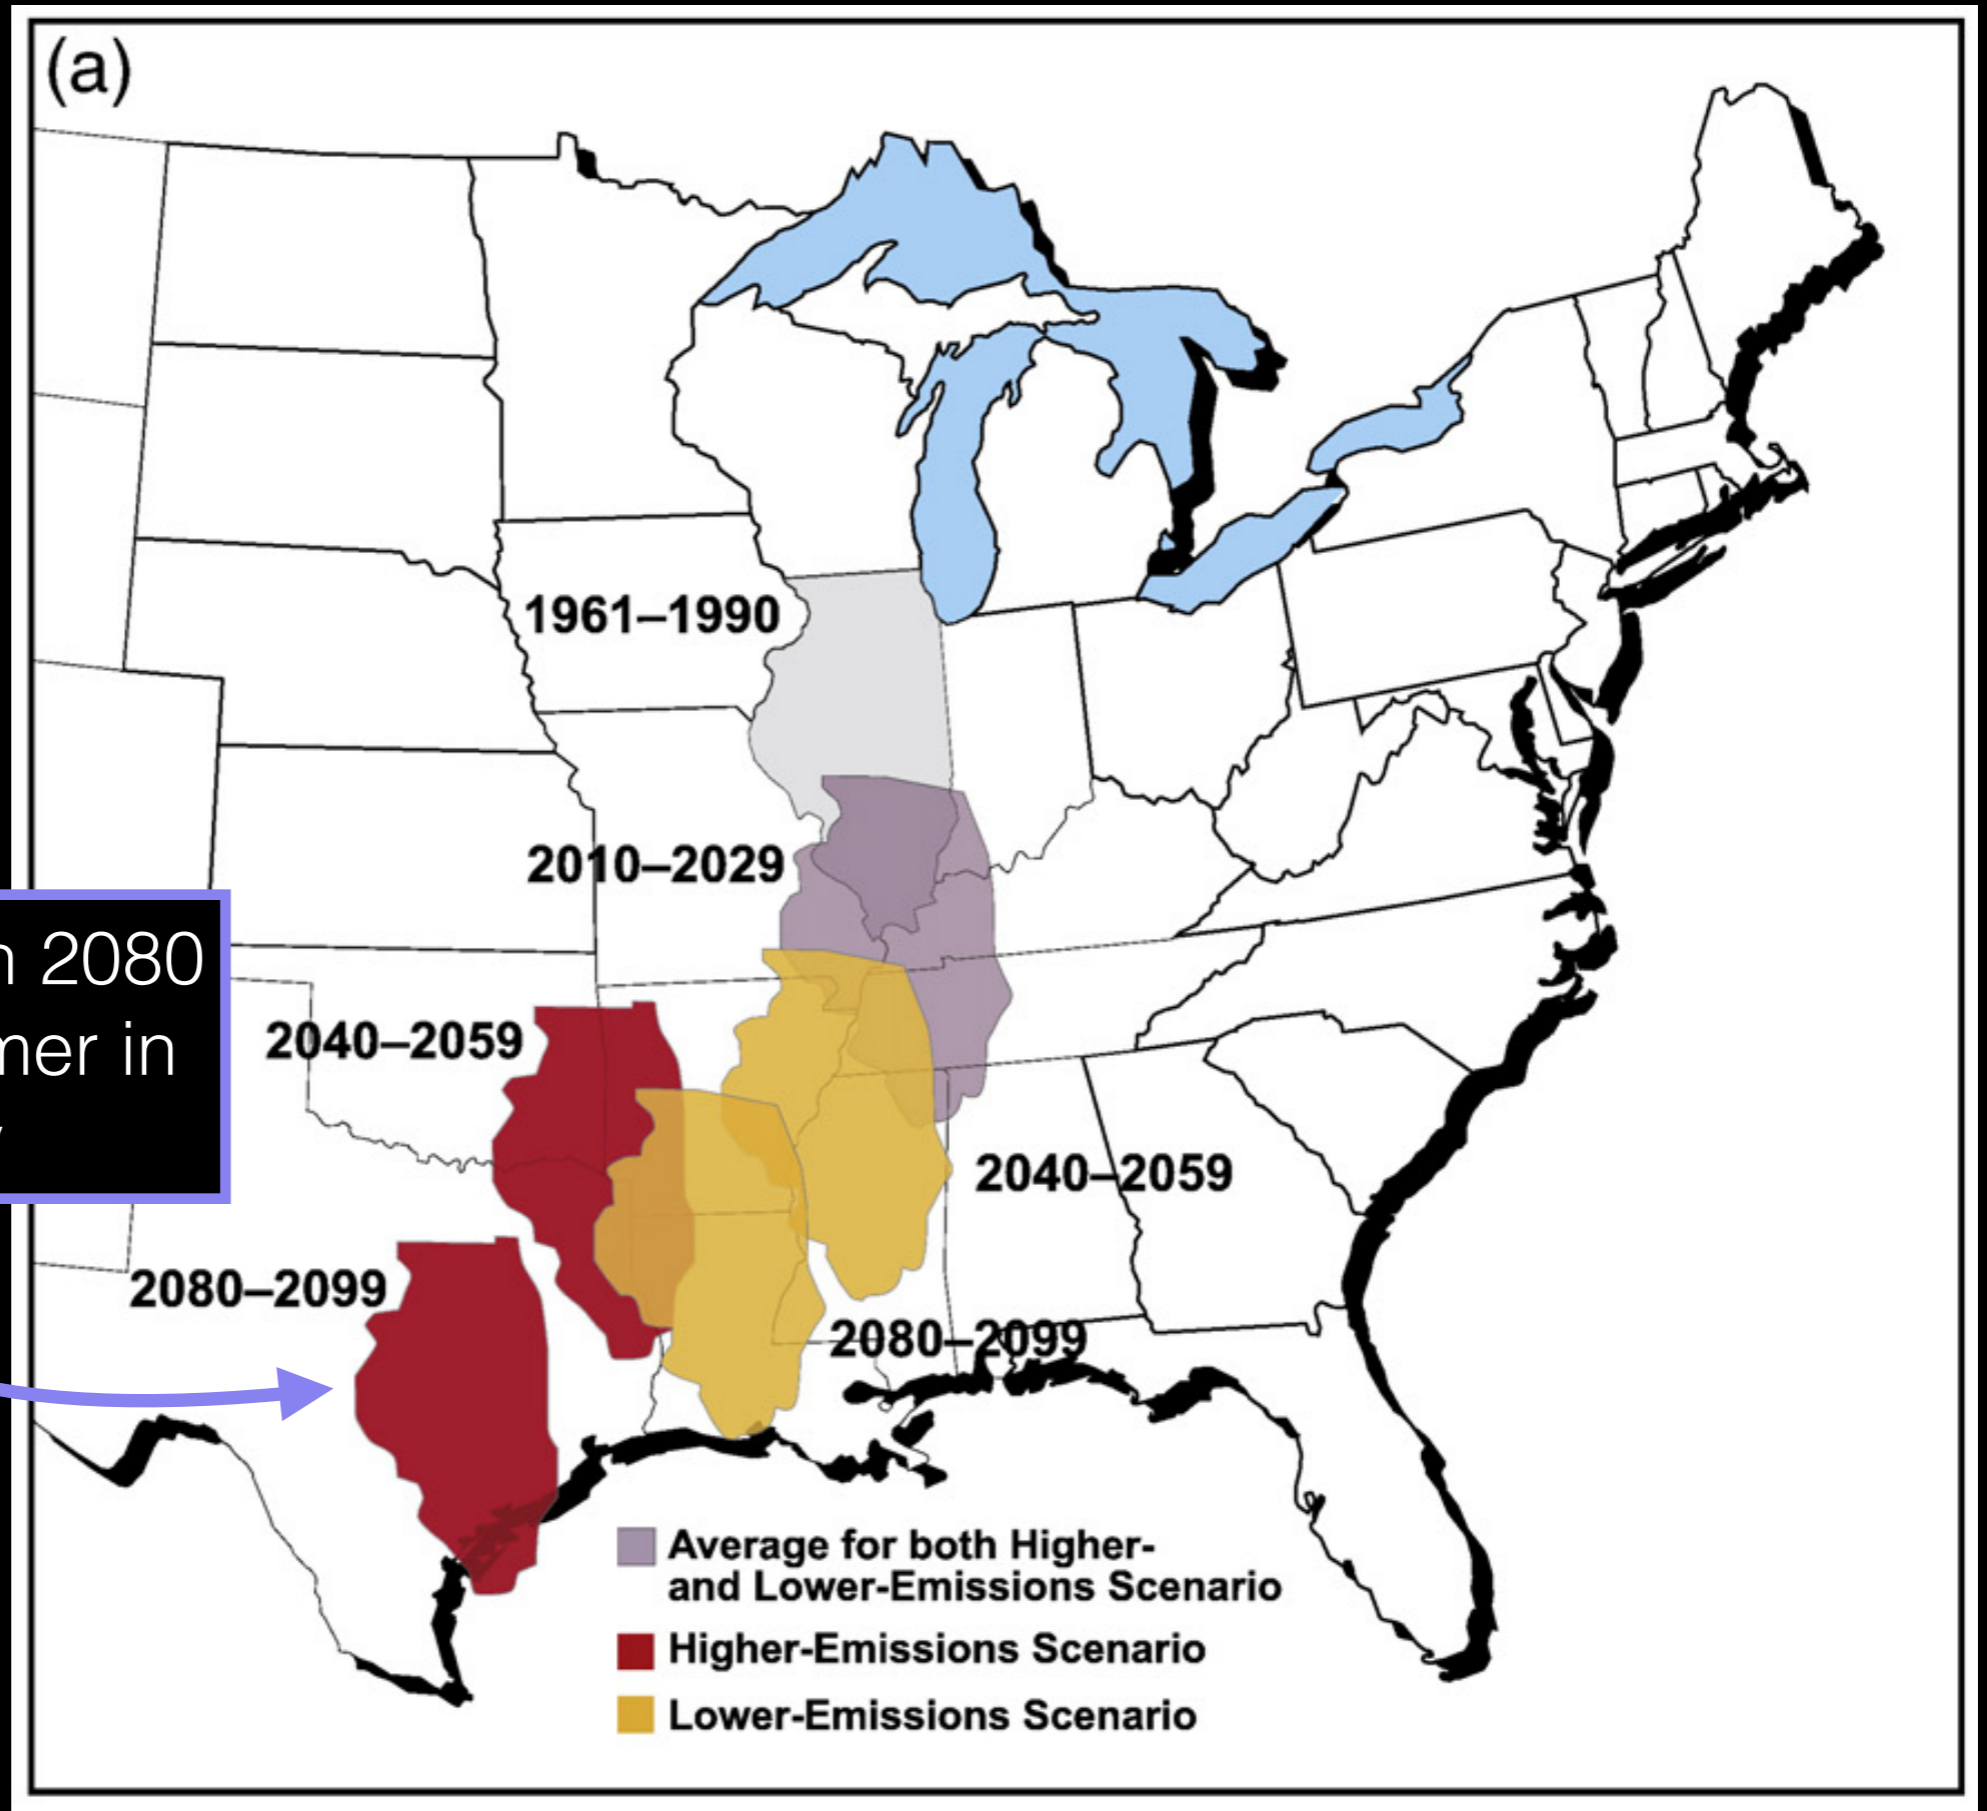 (a)
1961–1990
2010–2029
2080
in
2040–2059
2040–2059
2080–2099
2080–2099
Average for both Higher-
and Lower-Emissions Scenario
Higher-Emissions Scenario
Lower-Emissions Scenario